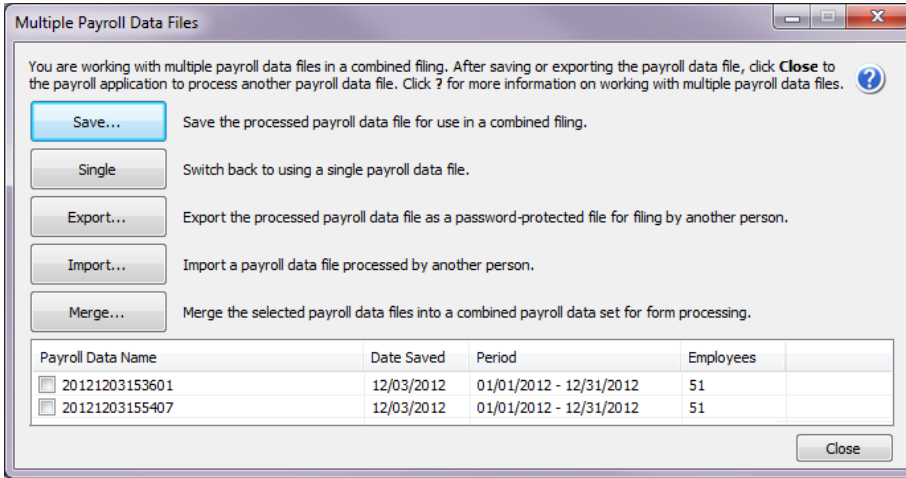 Multiple Payroll Data Files
You are working with multiple payroll data files in a combined filing. After saving or exporting the payroll data file, click Close to
the payroll application to process another payroll data file. Click ? for more information on working with multiple payroll data files.
?
Save... Save the processed payroll data file for use in a combined filing.
Single Switch back to using a single payroll data file.
Export... Export the processed payroll data file as a password-protected file for filing by another person.
Import... Import a payroll data file processed by another person.
Merge... Merge the selected payroll data files into a combined payroll data set for form processing.
Payroll Data Name Date Saved Period Employees
20121203153601 12/03/2012 01/01/2012 - 12/31/2012 51
20121203155407 12/03/2012 01/01/2012 - 12/31/2012 51
Close